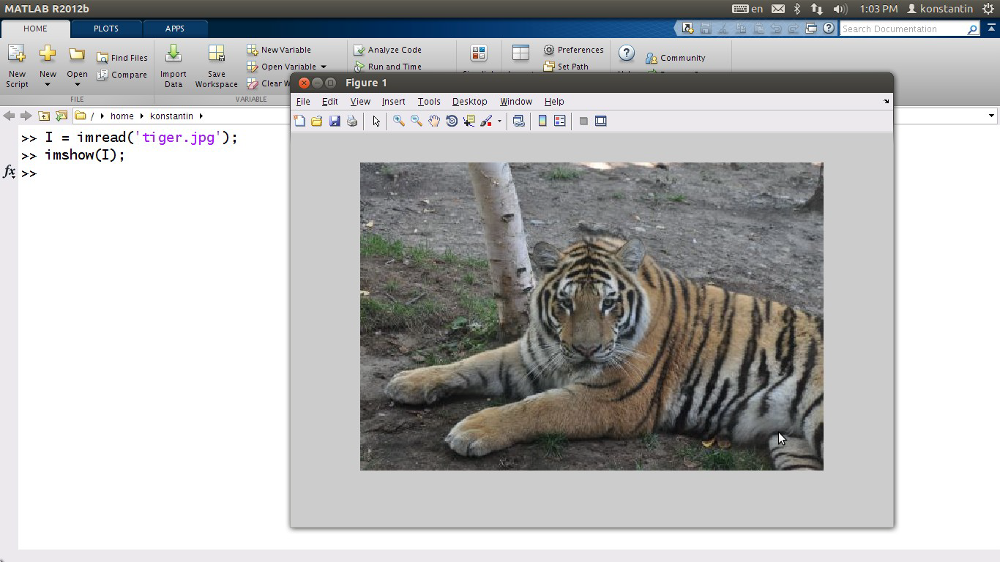 MATLAB R2012b
en
1:03 PM
konstantin
HOME
PLOTS
APPS
Search Documentation
New Script
New
Open
Find Files
Compare
Import Data
Save Workspace
New Variable
Open Variable
Clear W
Analyze Code
Run and Time
Preferences
Set Path
Community
FILE
VARIABLE
/ home konstantin
Figure 1
File Edit View Insert Tools Desktop Window Help
>> I = imread('tiger.jpg');
>> imshow(I);
fx >>